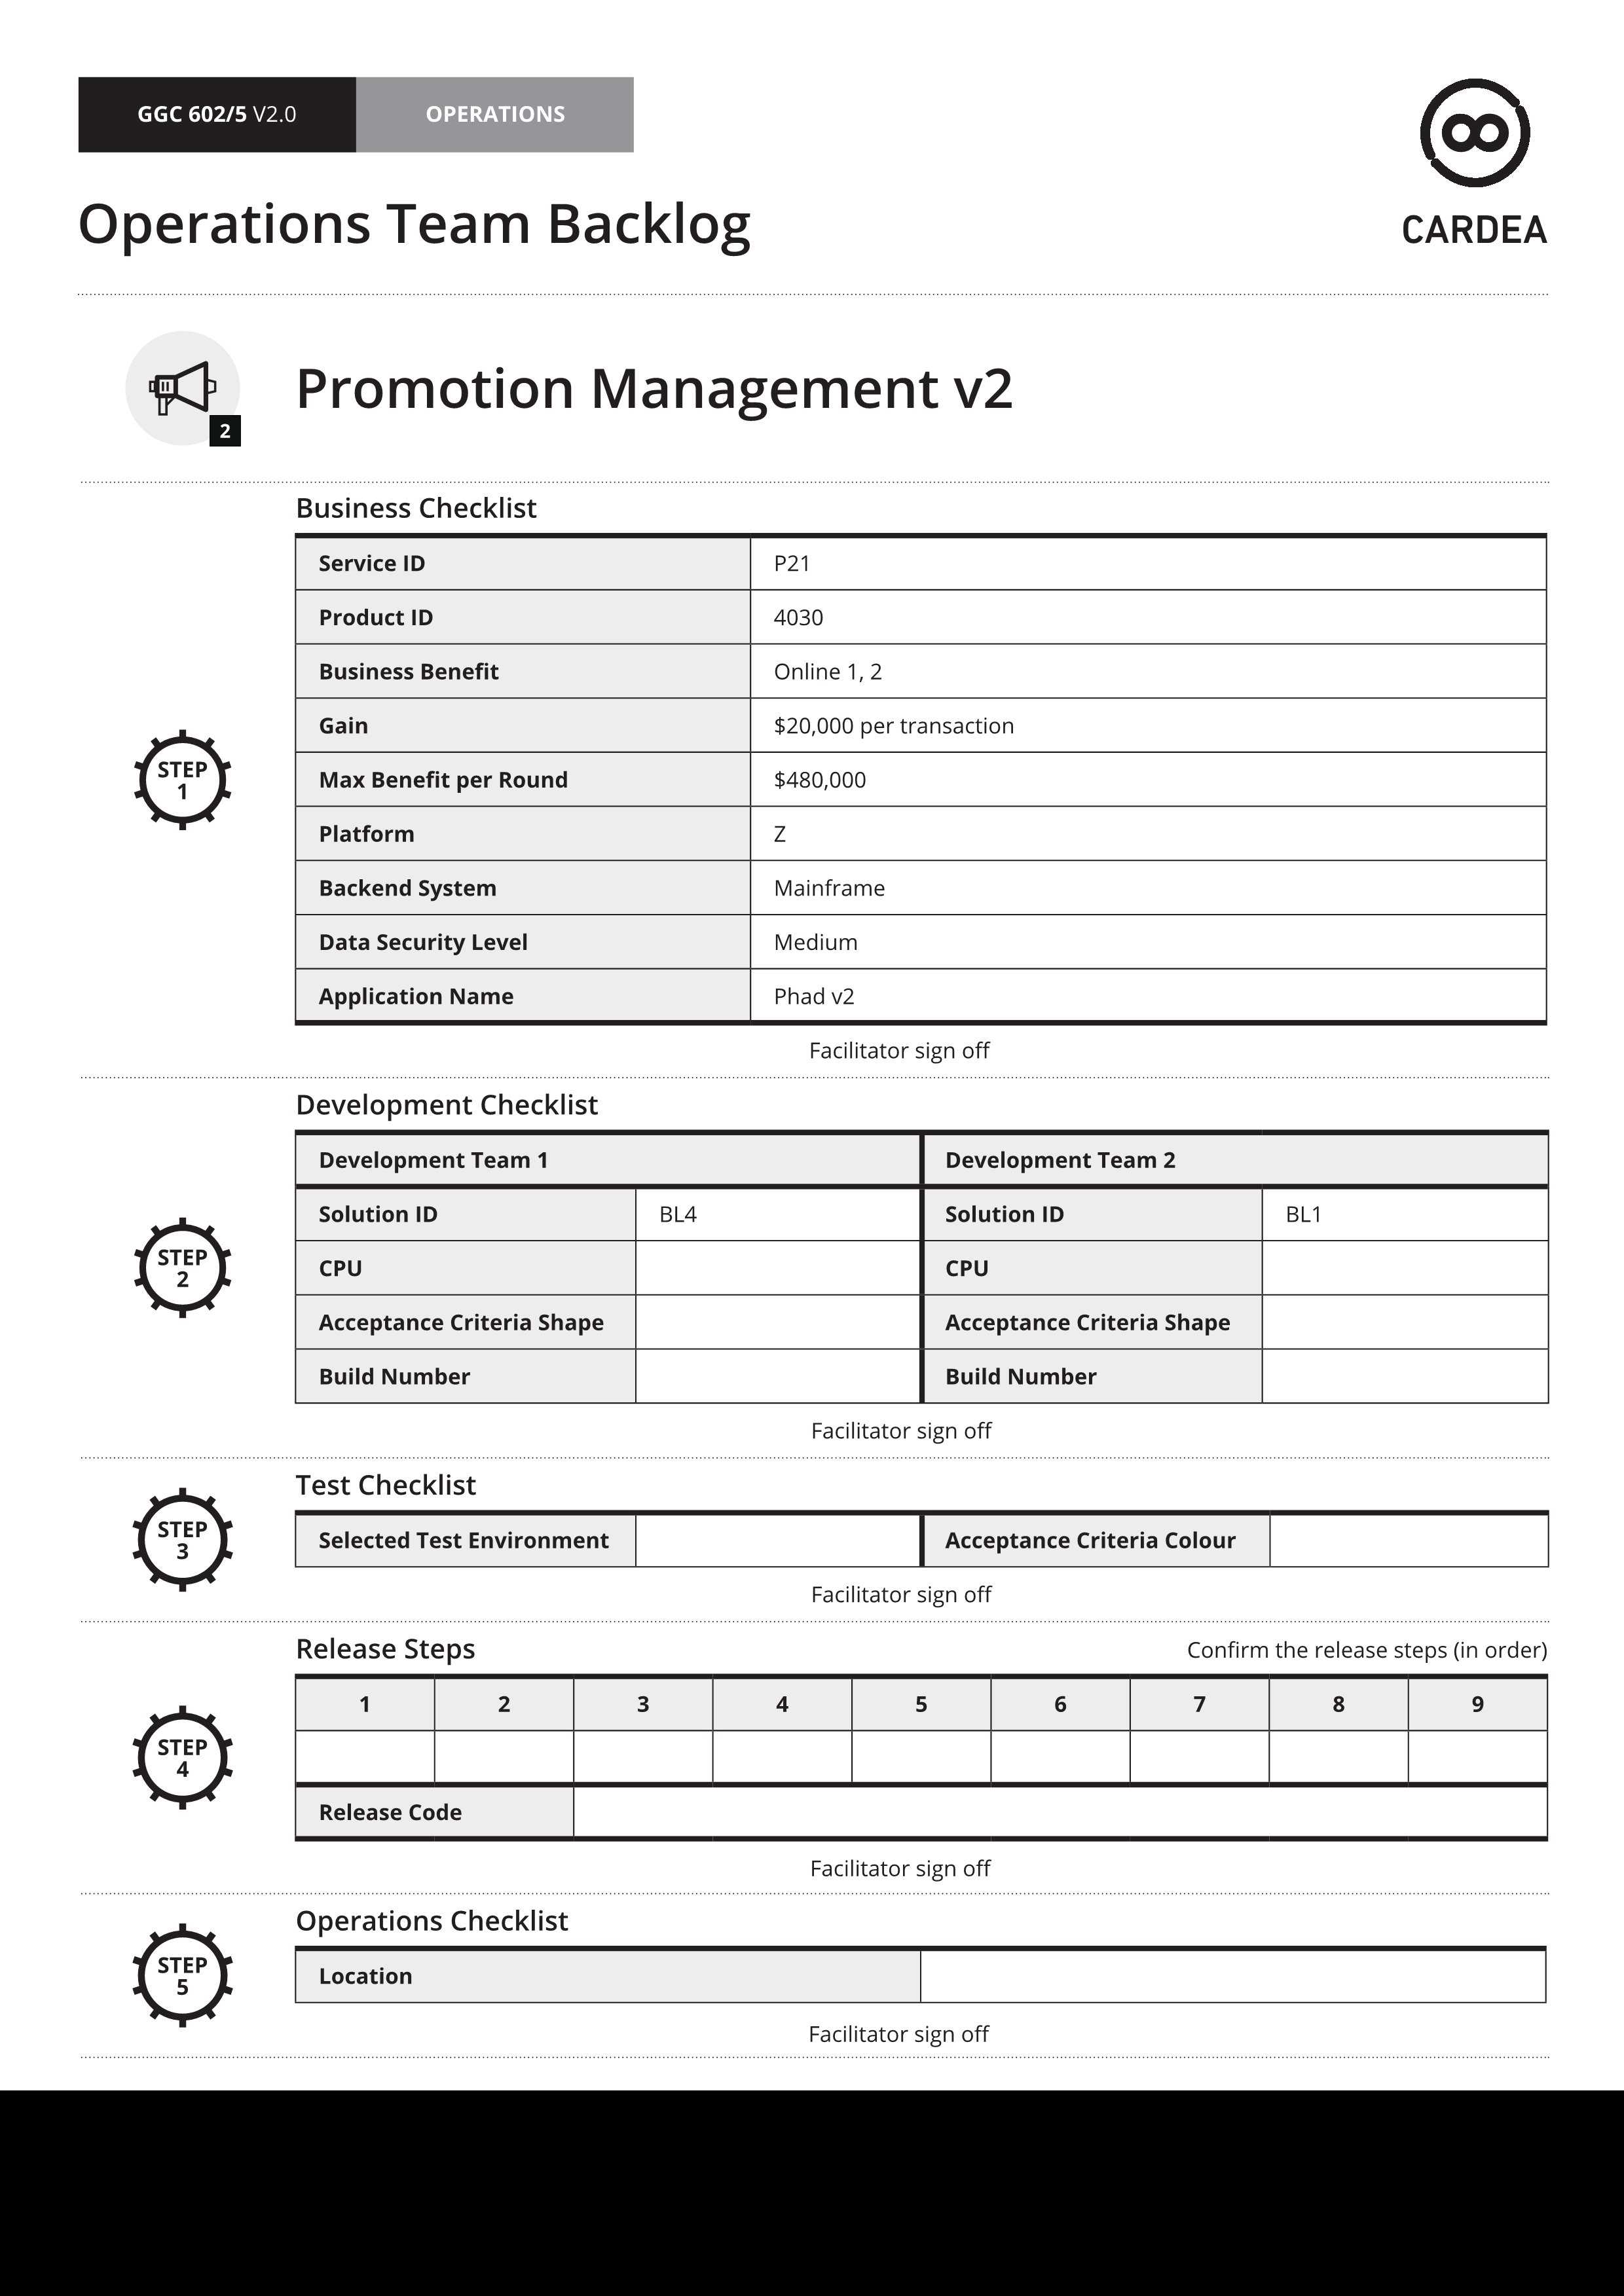 GGC 602/5 V2.0 OPERATIONS
CARDEA
Operations Team Backlog
2
Promotion Management v2
Business Checklist
Service ID P21
Product ID 4030
Business Benefit Online 1, 2
Gain $20,000 per transaction
STEP 1
Max Benefit per Round $480,000
Platform Z
Backend System Mainframe
Data Security Level Medium
Application Name Phad v2
Facilitator sign off
Development Checklist
Development Team 1 Development Team 2
Solution ID BL4 Solution ID BL1
STEP 2
CPU CPU
Acceptance Criteria Shape Acceptance Criteria Shape
Build Number Build Number
Facilitator sign off
Test Checklist
STEP 3
Selected Test Environment Acceptance Criteria Colour
Facilitator sign off
Release Steps Confirm the release steps (in order)
1 2 3 4 5 6 7 8 9
STEP 4
Release Code
Facilitator sign off
Operations Checklist
STEP 5
Location
Facilitator sign off